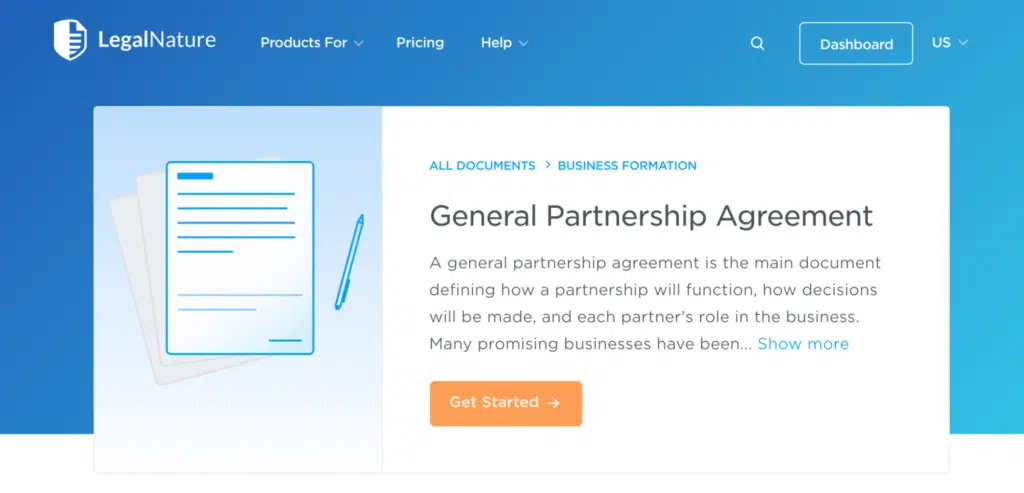 LegalNature Products For Pricing Help Dashboard US
ALL DOCUMENTS > BUSINESS FORMATION
General Partnership Agreement
A general partnership agreement is the main document
defining how a partnership will function, how decisions
will be made, and each partner's role in the business.
Many promising businesses have been... Show more
Get Started →